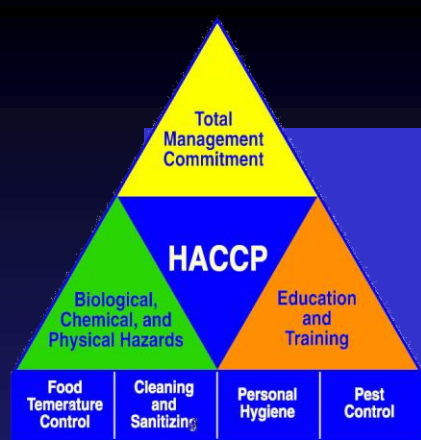 Total
Management
Commitment
HACCP
Biological,
Chemical, and
Physical Hazards
Education
and
Training
Food
Temerature
Control
Cleaning
and
Sanitizing
Personal
Hygiene
Pest
Control